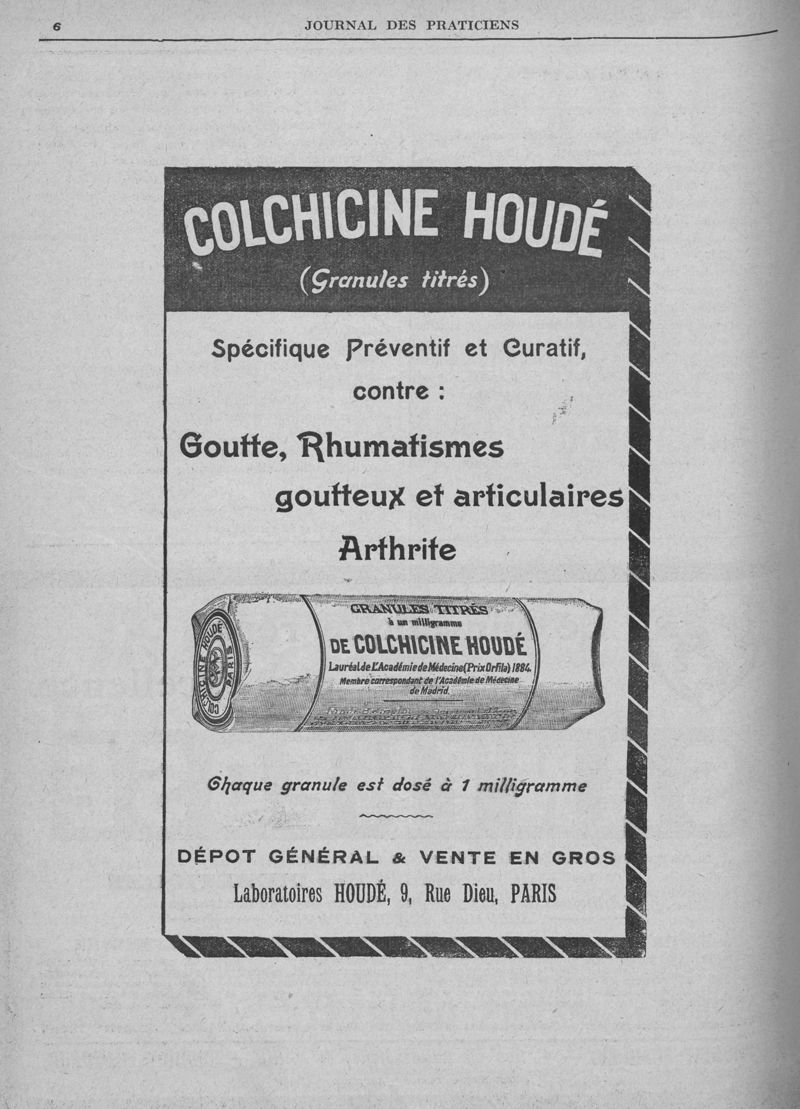 6
JOURNAL DES PRATICIENS
COLCHICINE HOUDÉ
(Granules titrés)
Spécifique Préventif et Curatif,
contre :
Goutte, Rhumatismes
goutteux et articulaires
Arthrite
GRANULES TITRÉS
à un milligramme
DE COLCHICINE HOUDÉ
Lauréat de L'Académie de Médecine (Prix Orfila) 1884.
Membre correspondant de l'Académie de Médecine
de Madrid.
COLCHICINE HOUDÉ
PARIS
Chaque granule est dosé à 1 milligramme
DÉPOT GÉNÉRAL & VENTE EN GROS
Laboratoires HOUDÉ, 9, Rue Dieu, PARIS